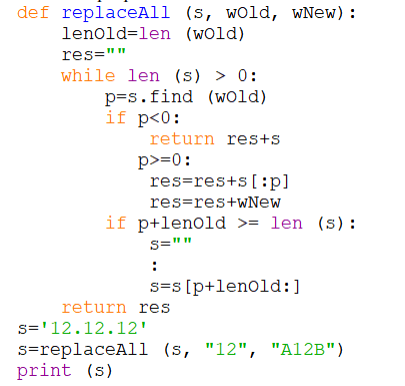 def replaceAll (s, wOld, wNew):
    lenOld=len (wOld)
    res=""
    while len (s) > 0:
        p=s.find (wOld)
        if p<0:
            return res+s
           p>=0:
            res=res+s[:p]
            res=res+wNew
        if p+lenOld >= len (s):
            s=""
            :
            s=s[p+lenOld:]
    return res
s='12.12.12'
s=replaceAll (s, "12", "A12B")
print (s)